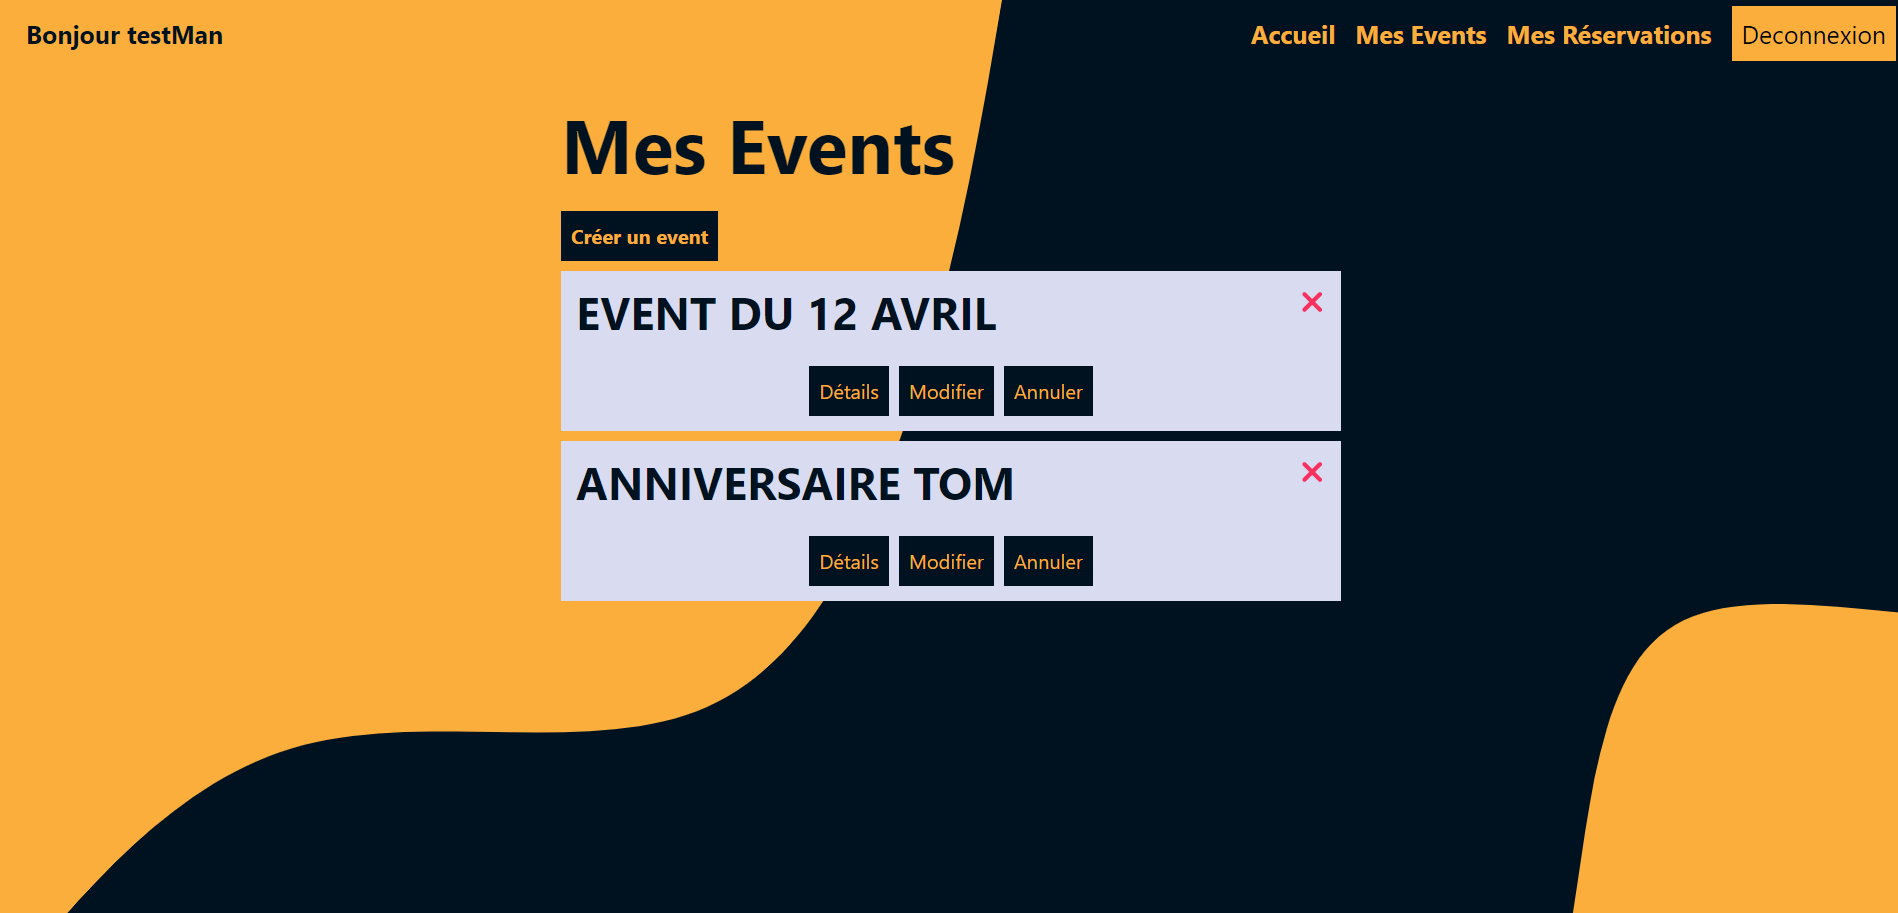 Bonjour testMan
Accueil Mes Events Mes Réservations Deconnexion
Mes Events
Créer un event
EVENT DU 12 AVRIL
Détails Modifier Annuler
ANNIVERSAIRE TOM
Détails Modifier Annuler